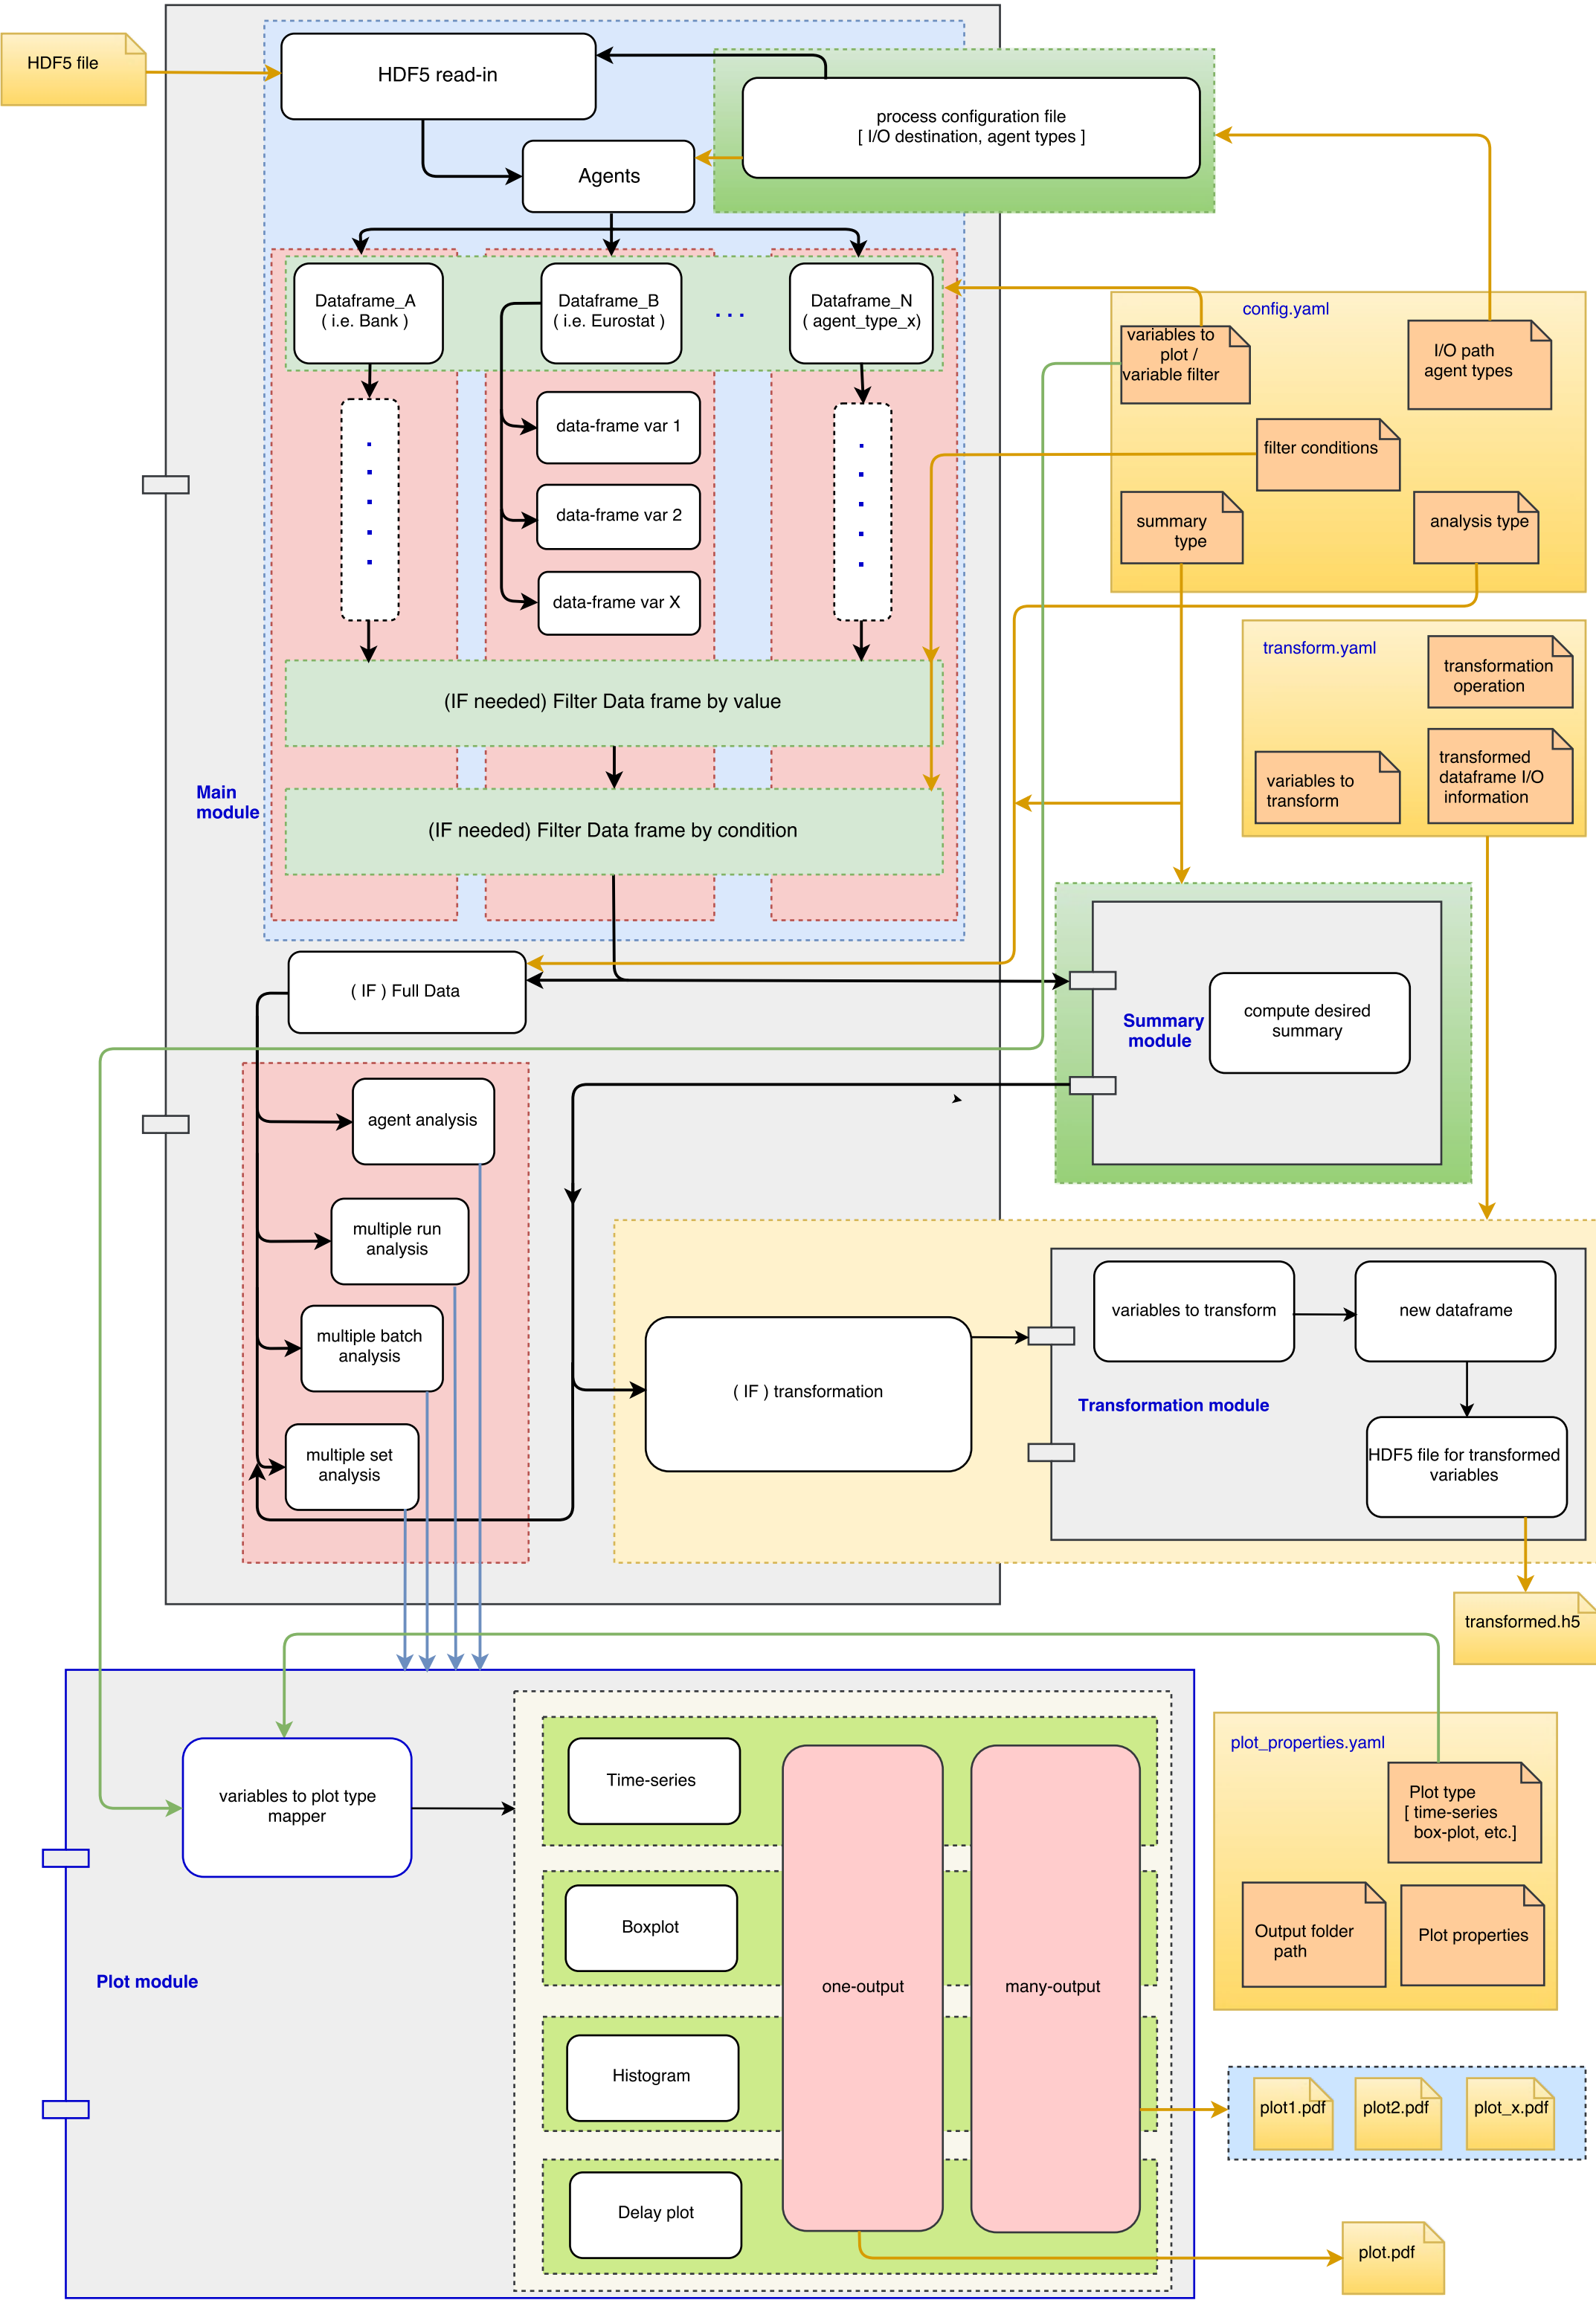 HDF5 file
HDF5 read-in
process configuration file
[ I/O destination, agent types ]
Agents
Dataframe_A
( i.e. Bank )
Dataframe_B
( i.e. Eurostat )
. . .
Dataframe_N
( agent_type_x)
data-frame var 1
data-frame var 2
data-frame var X
(IF needed) Filter Data frame by value
(IF needed) Filter Data frame by condition
Main
module
config.yaml
variables to
plot /
variable filter
I/O path
agent types
filter conditions
summary
type
analysis type
transform.yaml
transformation
operation
variables to
transform
transformed
dataframe I/O
information
( IF ) Full Data
Summary
module
compute desired
summary
agent analysis
multiple run
analysis
multiple batch
analysis
multiple set
analysis
( IF ) transformation
variables to transform
new dataframe
Transformation module
HDF5 file for transformed
variables
transformed.h5
variables to plot type
mapper
Plot module
Time-series
Boxplot
Histogram
Delay plot
one-output
many-output
plot_properties.yaml
Plot type
[ time-series
box-plot, etc.]
Output folder
path
Plot properties
plot1.pdf
plot2.pdf
plot_x.pdf
plot.pdf